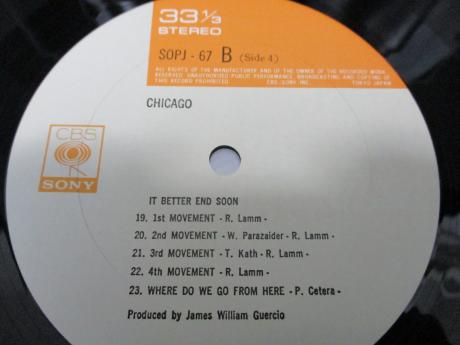 33 1/3
STEREO
SOPJ - 67 B (Side 4)
ALL RIGHTS OF THE MANUFACTURER AND OF THE OWNER OF THE RECORDED WORK
RESERVED. UNAUTHORIZED PUBLIC PERFORMANCE, BROADCASTING AND COPYING OF
THIS RECORD PROHIBITED. CBS/SONY INC. TOKYO JAPAN
CHICAGO
CBS
SONY
IT BETTER END SOON
19. 1st MOVEMENT - R. Lamm -
20. 2nd MOVEMENT - W. Parazaider - R. Lamm -
21. 3rd MOVEMENT - T. Kath - R. Lamm -
22. 4th MOVEMENT - R. Lamm -
23. WHERE DO WE GO FROM HERE - P. Cetera -
Produced by James William Guercio